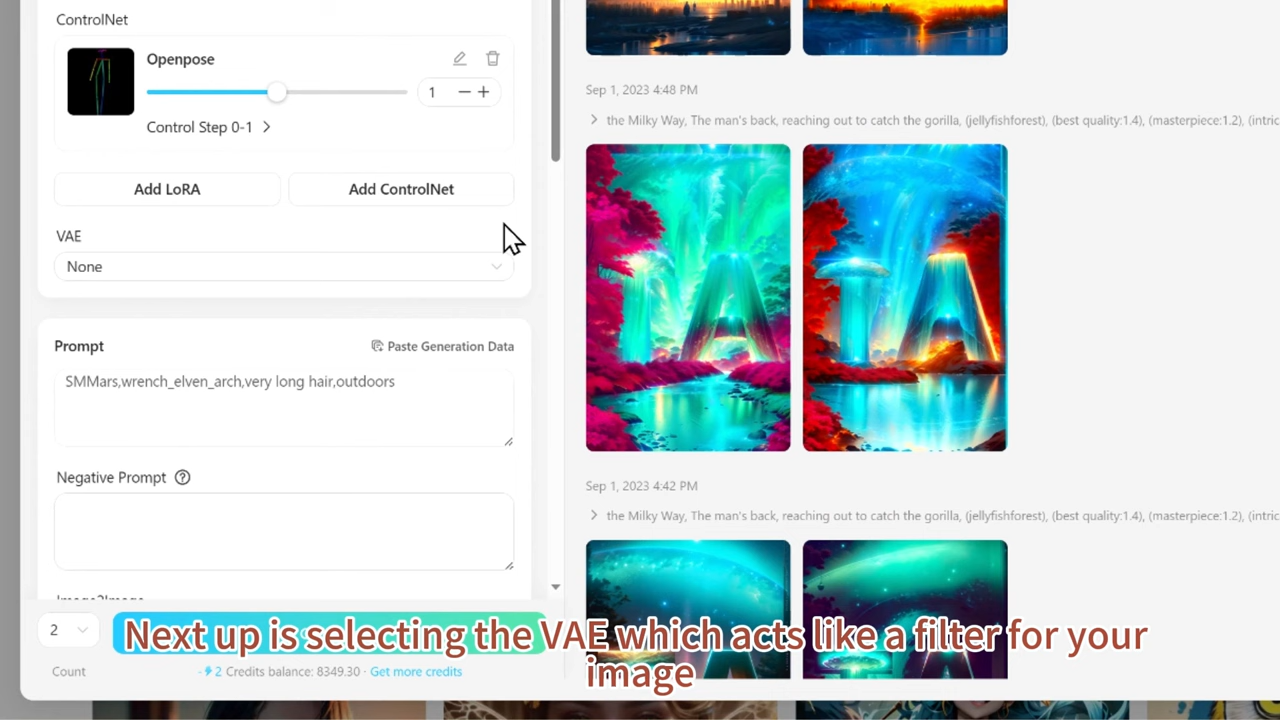 ControlNet
Openpose
1
Control Step 0-1
Add LoRA
Add ControlNet
VAE
None
Prompt
Paste Generation Data
SMMars,wrench_elven_arch,very long hair,outdoors
Negative Prompt
2
Count
2 Credits balance: 8349.30 · Get more credits
Sep 1, 2023 4:48 PM
the Milky Way, The man's back, reaching out to catch the gorilla, (jellyfishforest), (best quality:1.4), (masterpiece:1.2), (intric
Sep 1, 2023 4:42 PM
the Milky Way, The man's back, reaching out to catch the gorilla, (jellyfishforest), (best quality:1.4), (masterpiece:1.2), (intric
Next up is selecting the VAE which acts like a filter for your
image